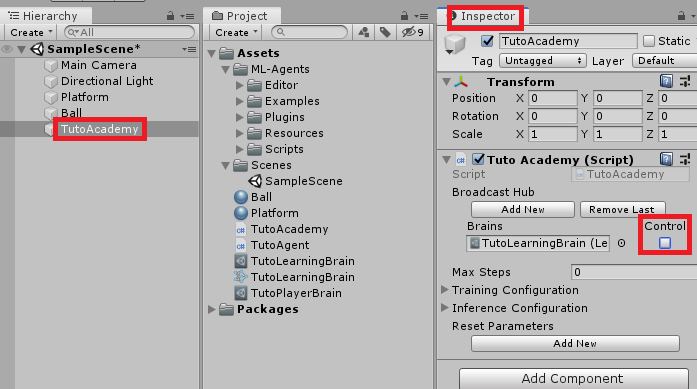 Hierarchy
Create
All
SampleScene*
Main Camera
Directional Light
Platform
Ball
TutoAcademy
Project
Create
9
Assets
ML-Agents
Editor
Examples
Plugins
Resources
Scripts
Scenes
SampleScene
Ball
Platform
TutoAcademy
TutoAgent
TutoLearningBrain
TutoLearningBrain
TutoPlayerBrain
Packages
Inspector
TutoAcademy Static
Tag Untagged Layer Default
Transform
Position X 0 Y 0 Z 0
Rotation X 0 Y 0 Z 0
Scale X 1 Y 1 Z 1
C# Tuto Academy (Script)
Script TutoAcademy
Broadcast Hub
Add New Remove Last
Brains Control
TutoLearningBrain (Le
Max Steps 0
Training Configuration
Inference Configuration
Reset Parameters
Add New
Add Component